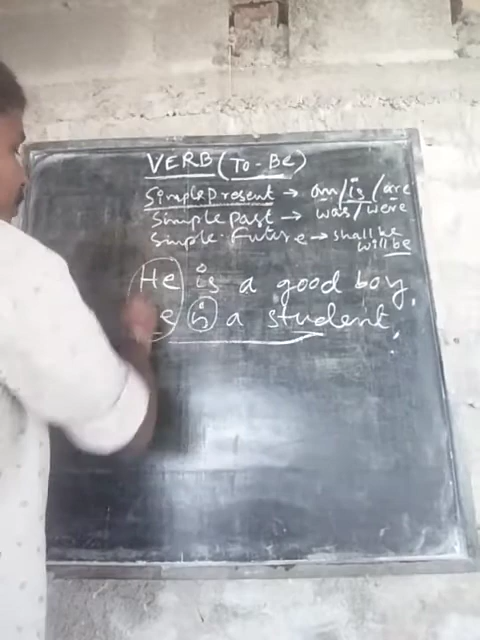 VERB (To-Be)
Simple present → am/is/are
Simple past → was/were
Simple Future → shall be
will be
He is a good boy.
is a student.